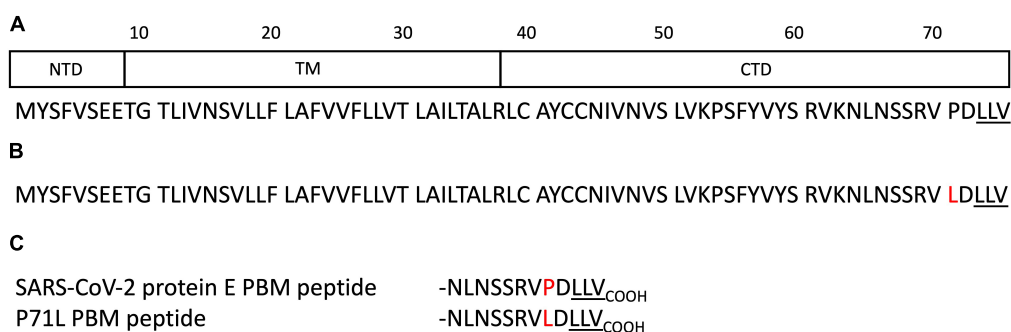 A
10 20 30 40 50 60 70
NTD TM CTD
MYSFVSEETG TLIVNSVLLF LAFVVFLLVT LAILTALRLC AYCCNIVNVS LVKPSFYVYS RVKNLNSSRV PDLLV
B
MYSFVSEETG TLIVNSVLLF LAFVVFLLVT LAILTALRLC AYCCNIVNVS LVKPSFYVYS RVKNLNSSRV LDLLV
C
SARS-CoV-2 protein E PBM peptide -NLNSSRVPDLLVCOOH
P71L PBM peptide -NLNSSRVLDLLVCOOH